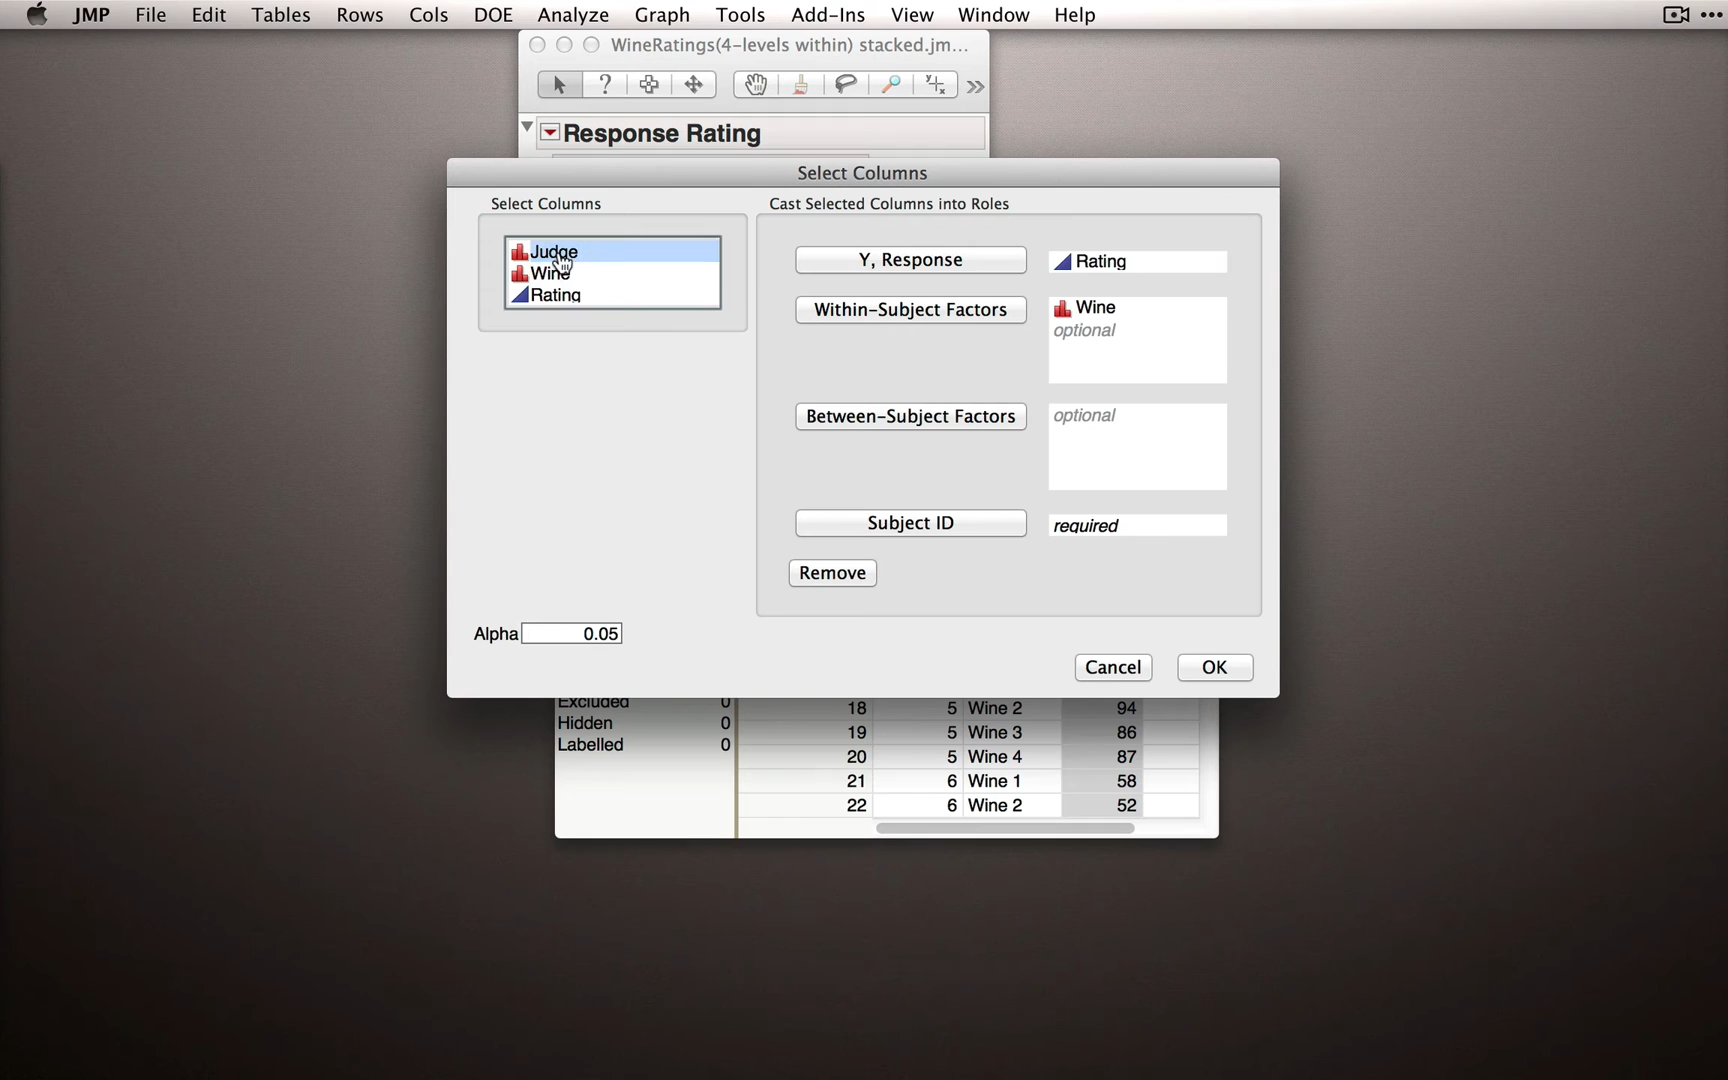 JMP File Edit Tables Rows Cols DOE Analyze Graph Tools Add-Ins View Window Help
WineRatings(4-levels within) stacked.jm...
Response Rating
Select Columns
Select Columns
Cast Selected Columns into Roles
Judge
Wine
Rating
Y, Response
Rating
Within-Subject Factors
Wine
optional
Between-Subject Factors
optional
Subject ID
required
Remove
Alpha 0.05
Cancel
OK
Excluded 0
Hidden 0
Labelled 0
18 5 Wine 2 94
19 5 Wine 3 86
20 5 Wine 4 87
21 6 Wine 1 58
22 6 Wine 2 52